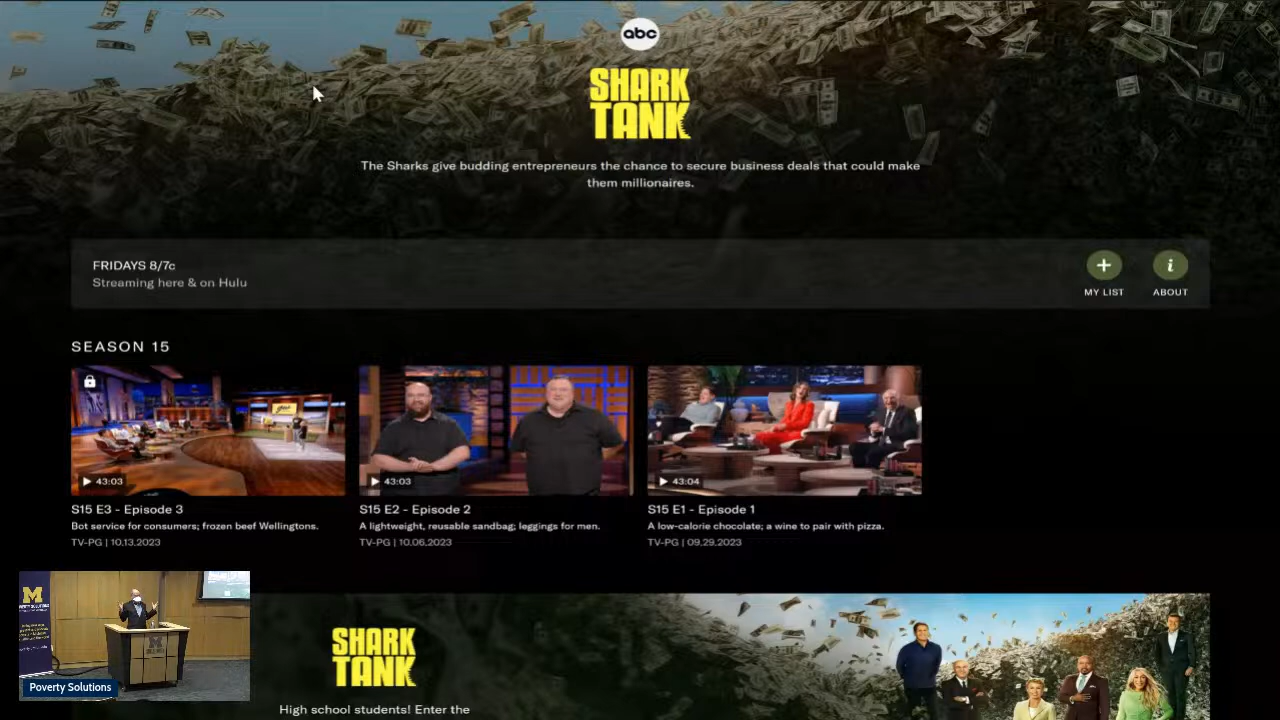 abc
SHARK
TANK
The Sharks give budding entrepreneurs the chance to secure business deals that could make
them millionaires.
FRIDAYS 8/7c
Streaming here & on Hulu
MY LIST
ABOUT
SEASON 15
43:03
43:03
43:04
S15 E3 - Episode 3
Bot service for consumers; frozen beef Wellingtons.
TV-PG | 10.13.2023
S15 E2 - Episode 2
A lightweight, reusable sandbag; leggings for men.
TV-PG | 10.06.2023
S15 E1 - Episode 1
A low-calorie chocolate; a wine to pair with pizza.
TV-PG | 09.29.2023
M
Poverty Solutions
SHARK
TANK
High school students! Enter the